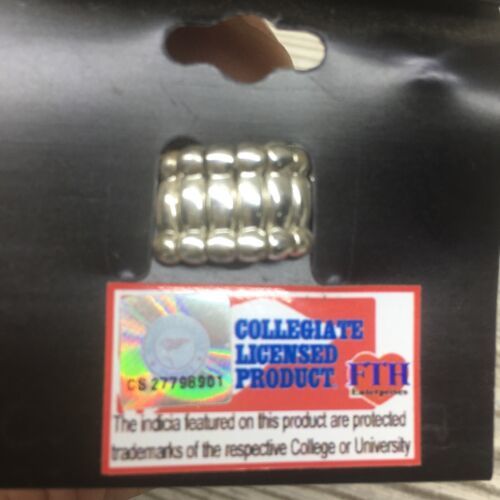 COLLEGIATE
LICENSED
PRODUCT
FTH
Enterprises
CS 27798901
The indicia featured on this product are protected
trademarks of the respective College or University